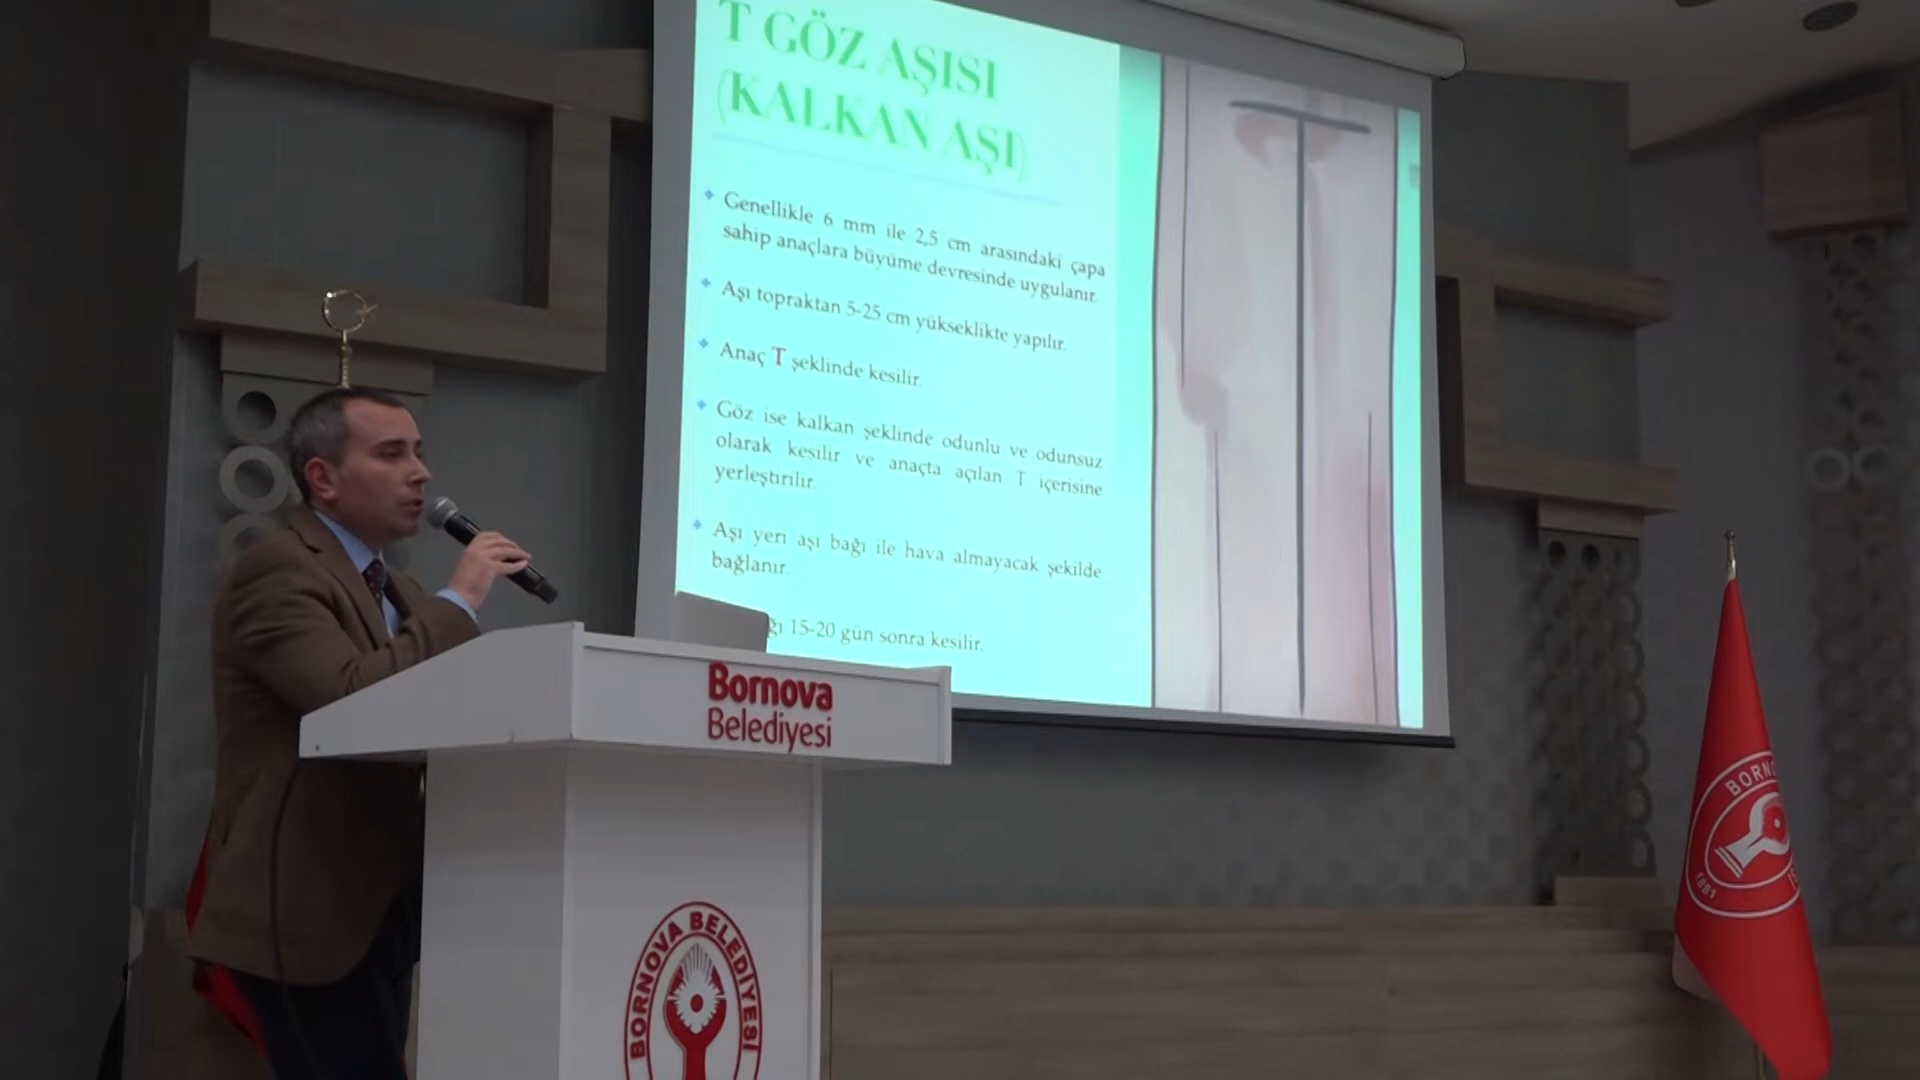 T GÖZ AŞISI
(KALKAN AŞI)
Genellikle 6 mm ile 2,5 cm arasındaki çapa
sahip anaçlara büyüme devresinde uygulanır.
Aşı topraktan 5-25 cm yükseklikte yapılır.
Anaç T şeklinde kesilir.
Göz ise kalkan şeklinde odunlu ve odunsuz
olarak kesilir ve anaçta açılan T içerisine
yerleştirilir.
Aşı yeri aşı bağı ile hava almayacak şekilde
bağlanır.
15-20 gün sonra kesilir.
Bornova
Belediyesi
BORNOVA BELEDİYESİ
1881